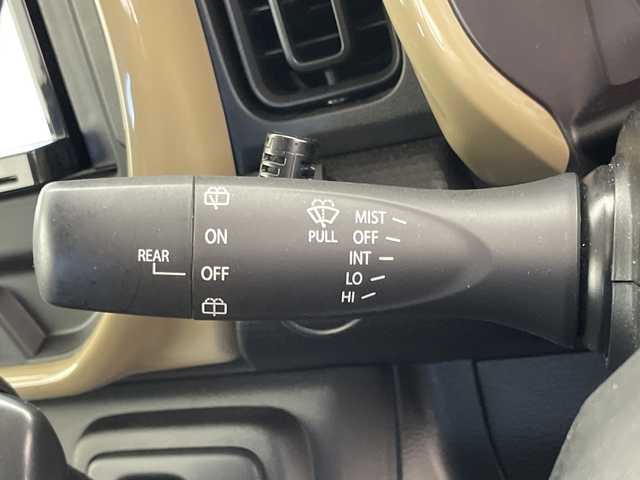 REAR
ON
OFF
PULL
MIST
OFF
INT
LO
HI